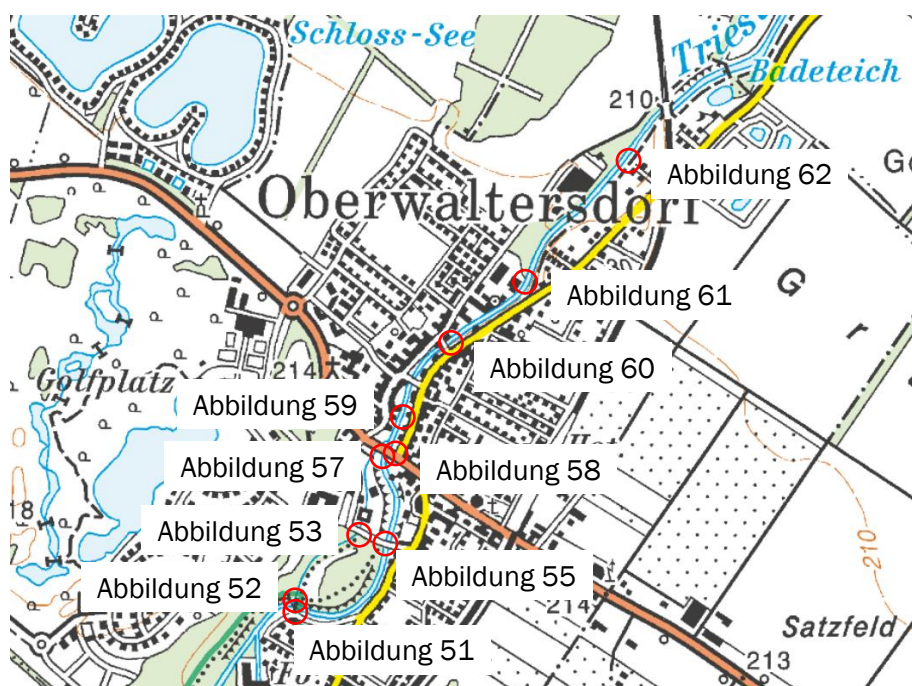 Schloss-See
Badeteich
210
Abbildung 62
Oberwaltersdorf
G
r
Abbildung 61
Golfplatz
214
Abbildung 60
Abbildung 59
Abbildung 57
Abbildung 58
Abbildung 53
Abbildung 52
Abbildung 55
210
214
Satzfeld
Abbildung 51
213